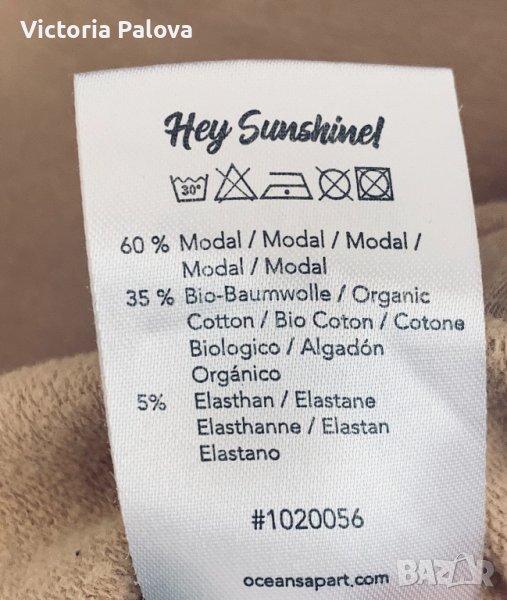 Victoria Palova
Hey Sunshine!
30°
60 % Modal / Modal / Modal /
Modal / Modal
35 % Bio-Baumwolle / Organic
Cotton / Bio Coton / Cotone
Biologico / Algadón
Orgánico
5% Elasthan / Elastane
Elasthanne / Elastan
Elastano
#1020056
oceansapart.com
BAZAR